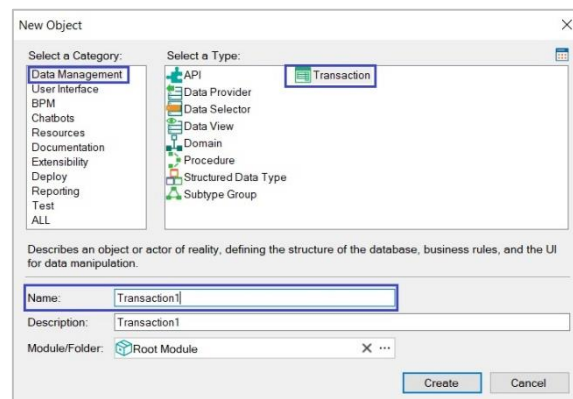 New Object
Select a Category:
Data Management
User Interface
BPM
Chatbots
Resources
Documentation
Extensibility
Deploy
Reporting
Test
ALL
Select a Type:
API
Data Provider
Data Selector
Data View
Domain
Procedure
Structured Data Type
Subtype Group
Transaction
Describes an object or actor of reality, defining the structure of the database, business rules, and the UI
for data manipulation.
Name: Transaction1
Description: Transaction1
Module/Folder: Root Module
Create Cancel